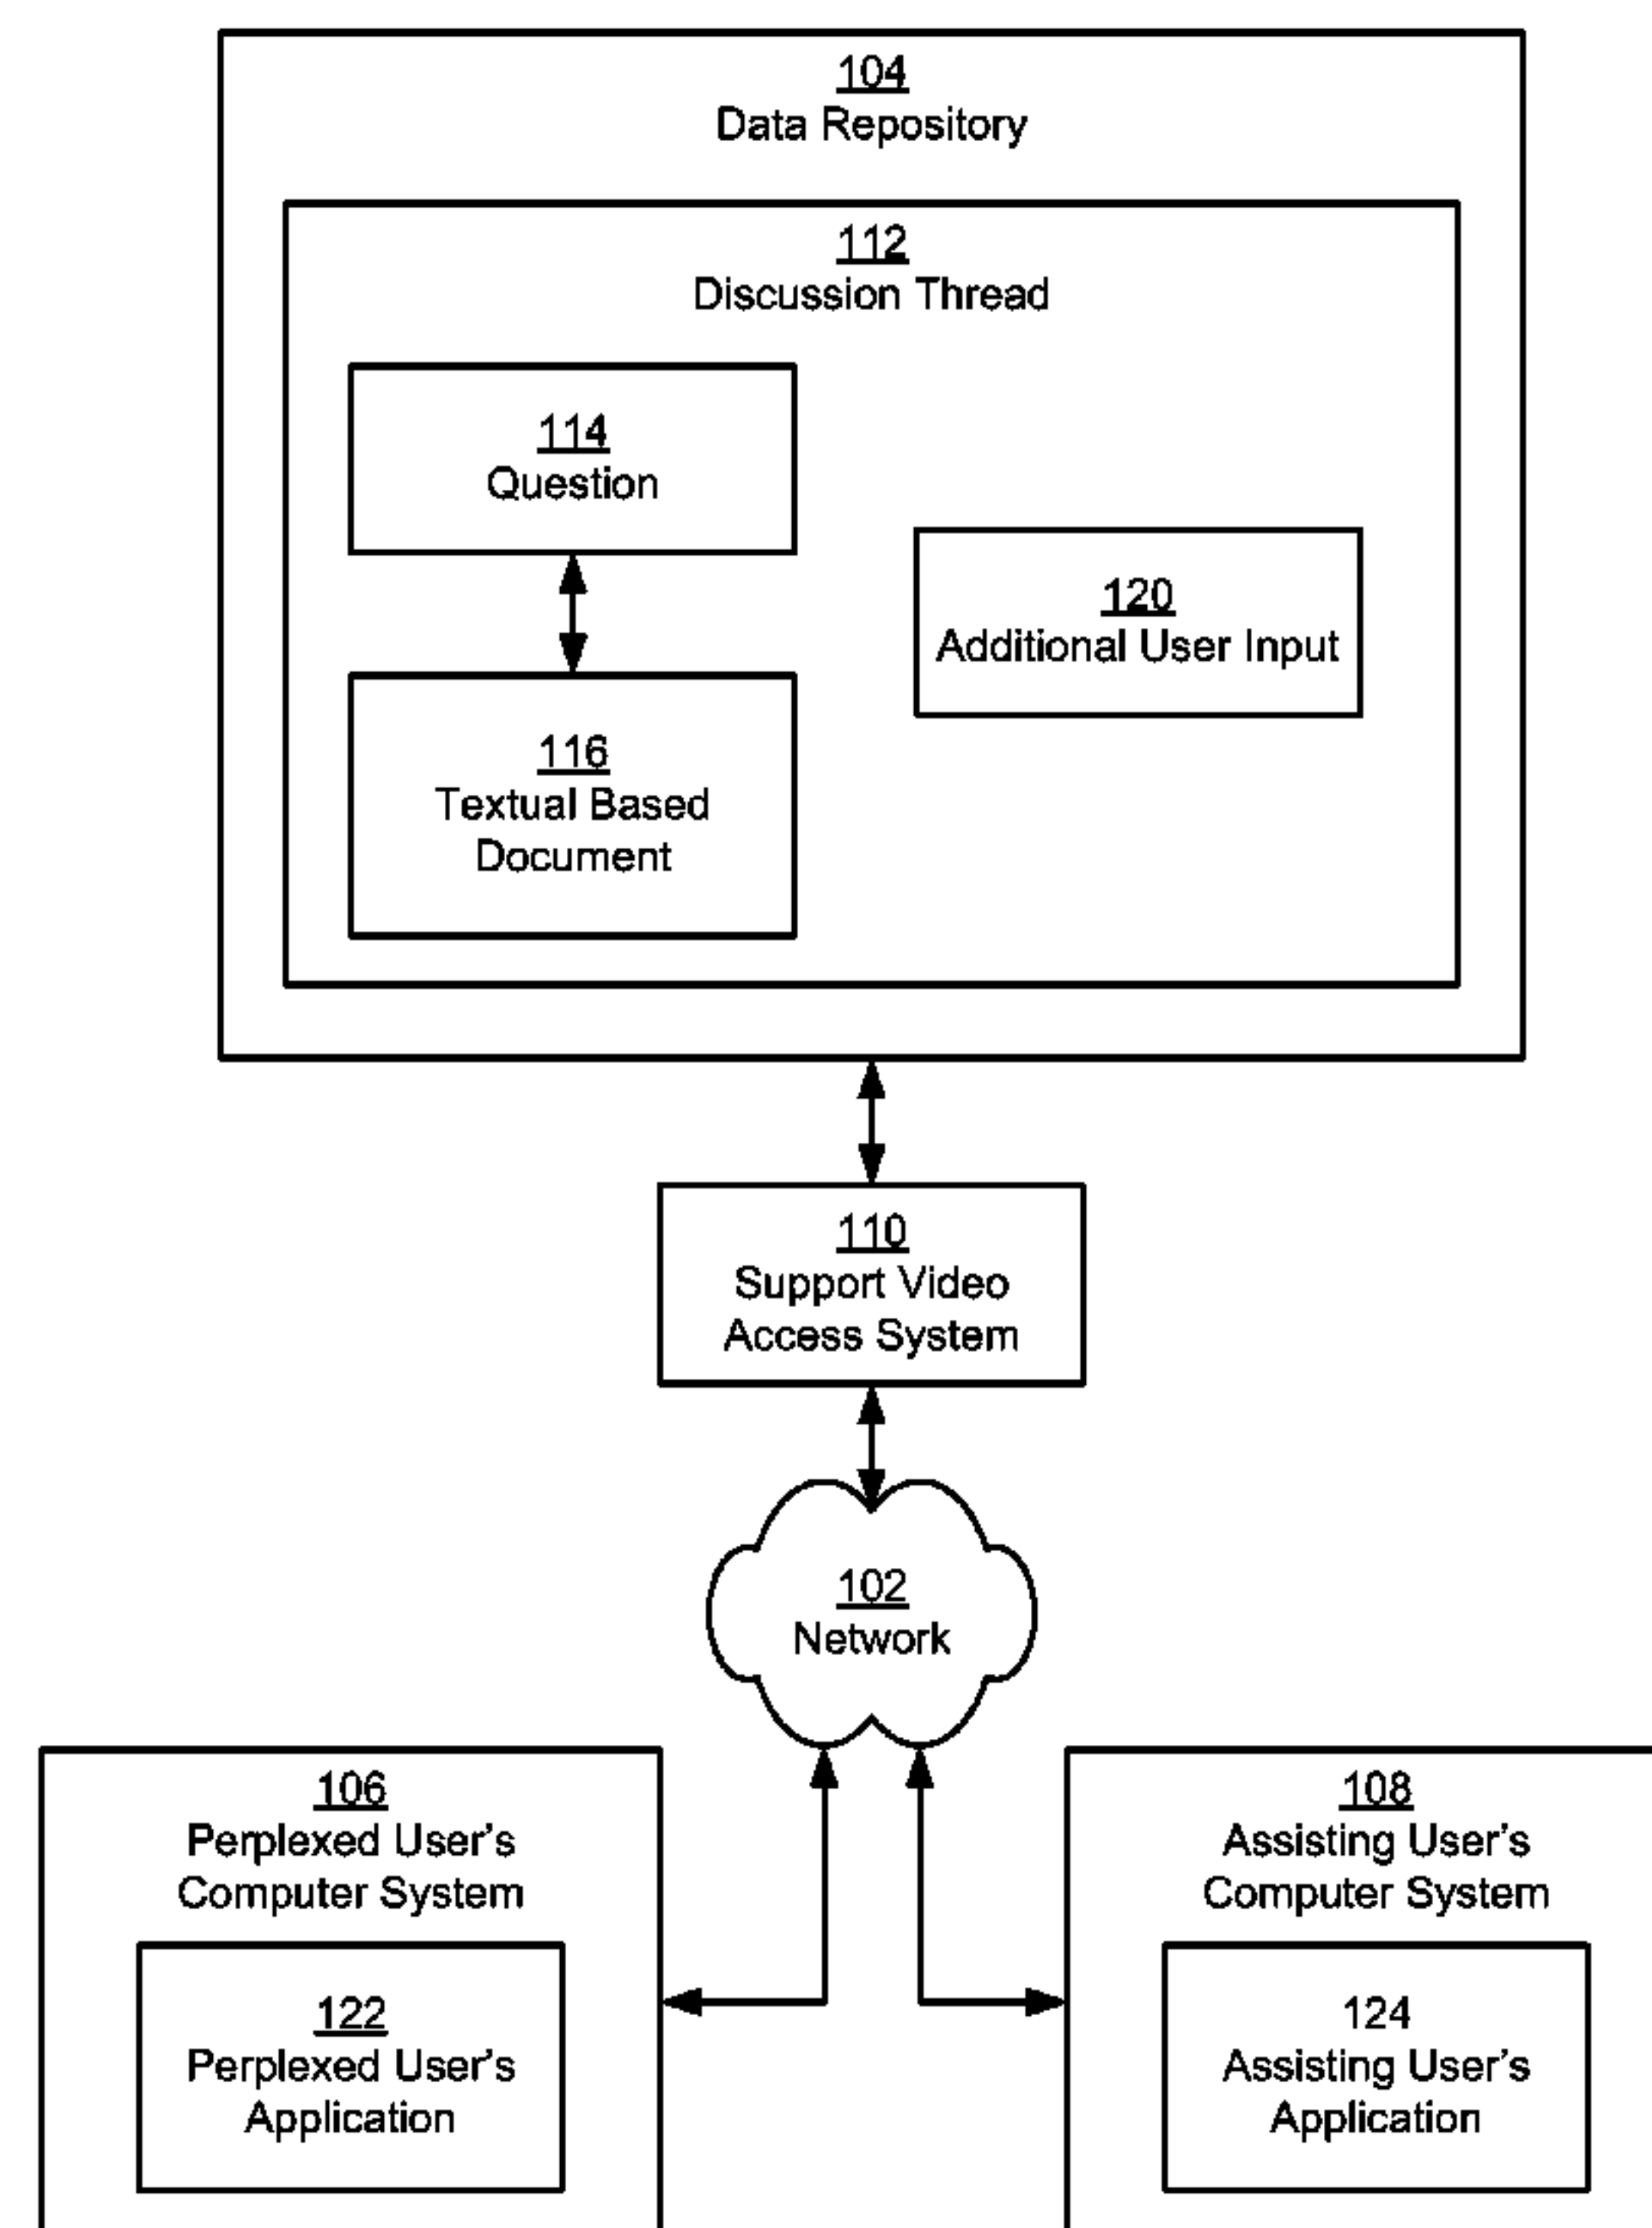 104
Data Repository
112
Discussion Thread
114
Question
120
Additional User Input
116
Textual Based
Document
110
Support Video
Access System
102
Network
106
Perplexed User's
Computer System
122
Perplexed User's
Application
108
Assisting User's
Computer System
124
Assisting User's
Application